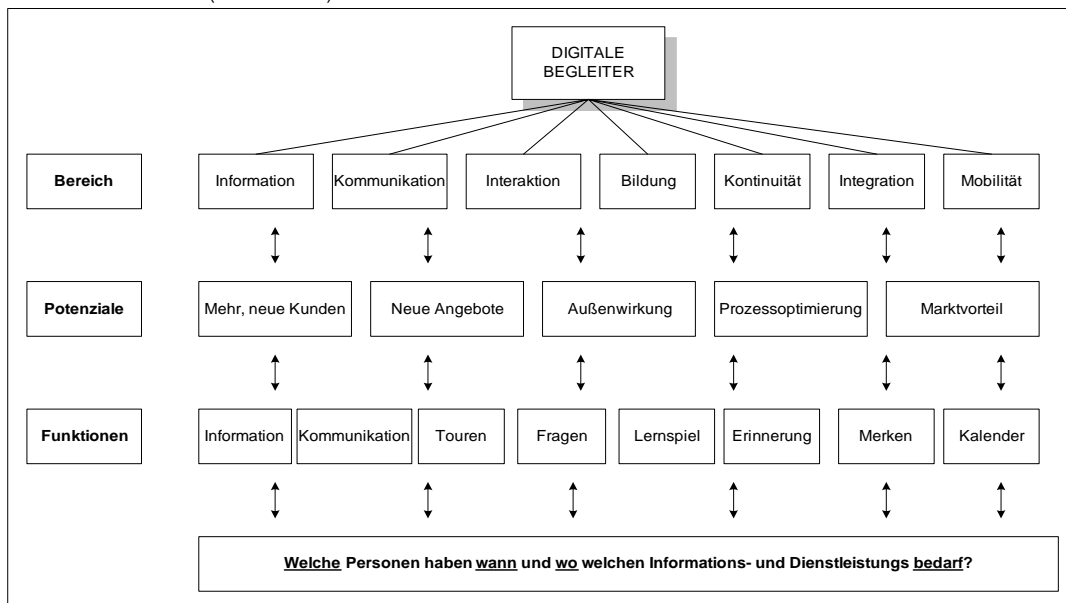 DIGITALE
BEGLEITER
Bereich Information Kommunikation Interaktion Bildung Kontinuität Integration Mobilität
Potenziale Mehr, neue Kunden Neue Angebote Außenwirkung Prozessoptimierung Marktvorteil
Funktionen Information Kommunikation Touren Fragen Lernspiel Erinnerung Merken Kalender
Welche Personen haben wann und wo welchen Informations- und Dienstleistungs bedarf?